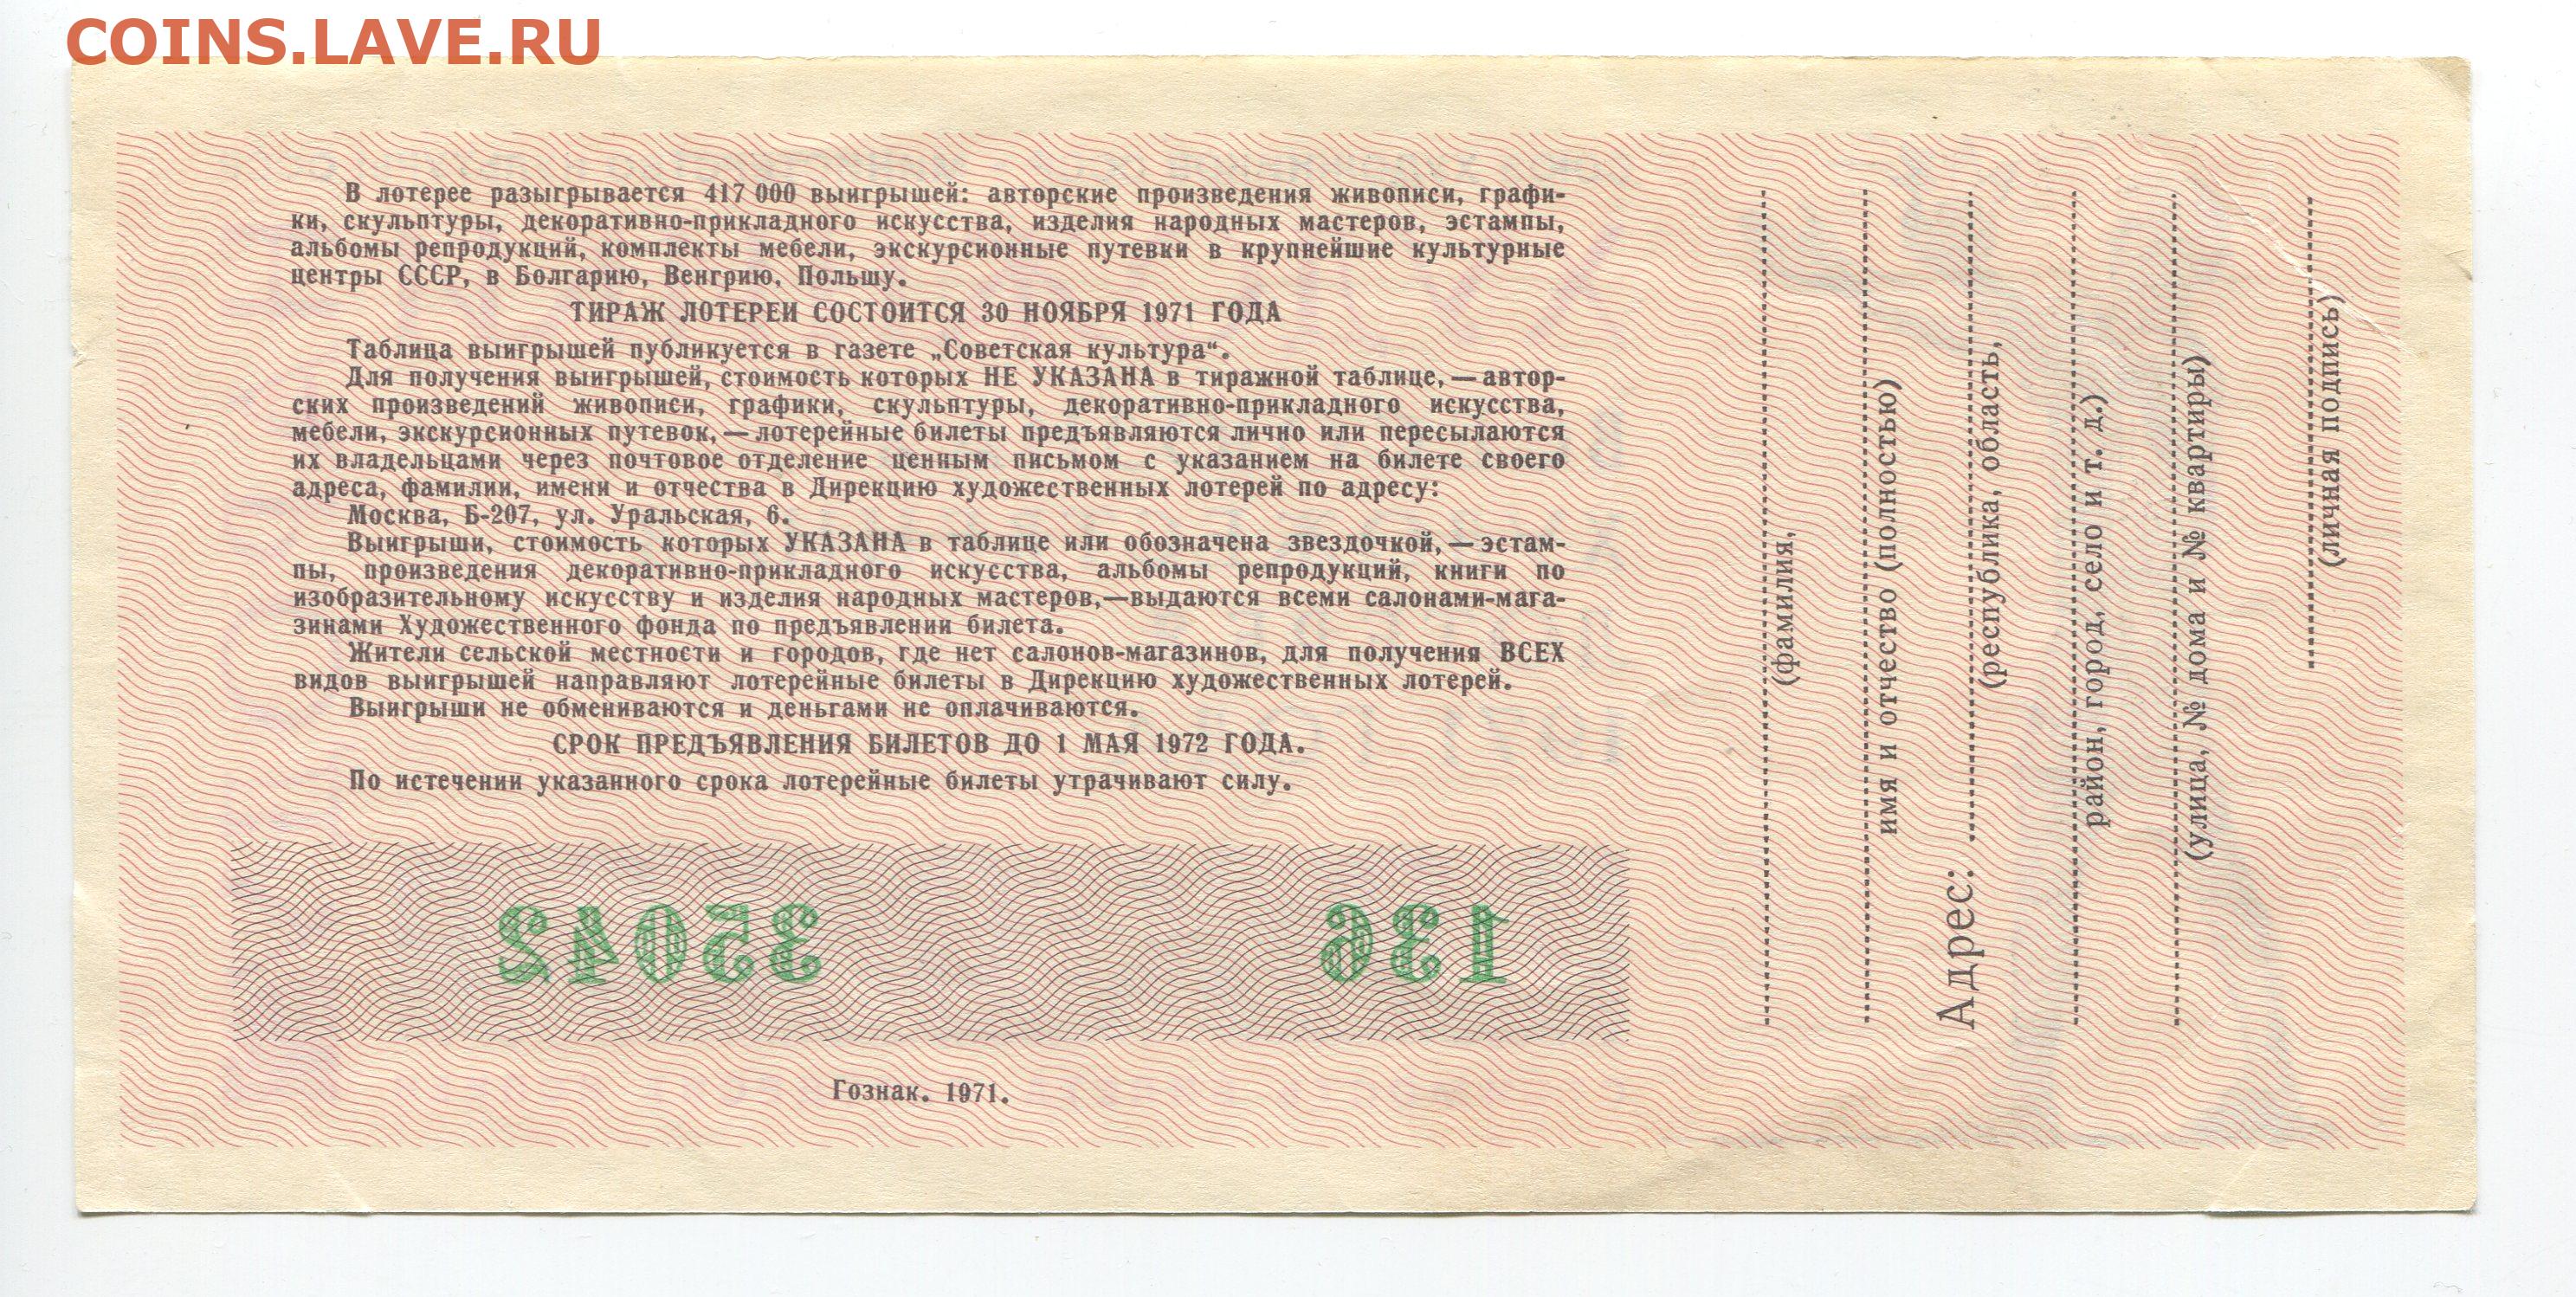 COINS.LAVE.RU
В лотерее разыгрывается 417 000 выигрышей: авторские произведения живописи, графи-
ки, скульптуры, декоративно-прикладного искусства, изделия народных мастеров, эстампы,
альбомы репродукций, комплекты мебели, экскурсионные путевки в крупнейшие культурные
центры СССР, в Болгарию, Венгрию, Польшу.
ТИРАЖ ЛОТЕРЕИ СОСТОИТСЯ 30 НОЯБРЯ 1971 ГОДА
Таблица выигрышей публикуется в газете „Советская культура“.
Для получения выигрышей, стоимость которых НЕ УКАЗАНА в тиражной таблице, — автор-
ских произведений живописи, графики, скульптуры, декоративно-прикладного искусства,
мебели, экскурсионных путевок, — лотерейные билеты предъявляются лично или пересылаются
их владельцами через почтовое отделение ценным письмом с указанием на билете своего
адреса, фамилии, имени и отчества в Дирекцию художественных лотерей по адресу:
Москва, Б-207, ул. Уральская, 6.
Выигрыши, стоимость которых УКАЗАНА в таблице или обозначена звездочкой, — эстам-
пы, произведения декоративно-прикладного искусства, альбомы репродукций, книги по
изобразительному искусству и изделия народных мастеров,—выдаются всеми салонами-мага-
зинами Художественного фонда по предъявлении билета.
Жители сельской местности и городов, где нет салонов-магазинов, для получения ВСЕХ
видов выигрышей направляют лотерейные билеты в Дирекцию художественных лотерей.
Выигрыши не обмениваются и деньгами не оплачиваются.
СРОК ПРЕДЪЯВЛЕНИЯ БИЛЕТОВ ДО 1 МАЯ 1972 ГОДА.
По истечении указанного срока лотерейные билеты утрачивают силу.
35042 136
Гознак. 1971.
(фамилия,
имя и отчество (полностью)
Адрес:
(республика, область,
район, город, село и т. д.)
(улица, № дома и № квартиры)
(личная подпись)